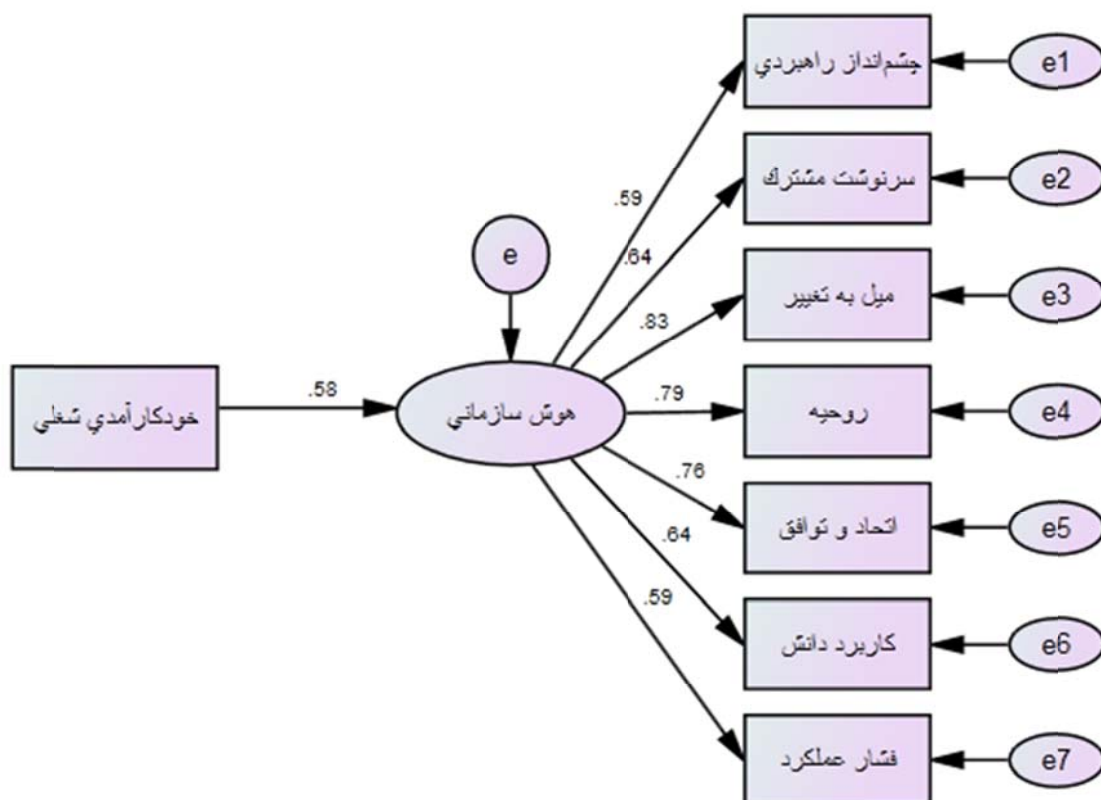 چشم‌انداز راهبردي
e1
سرنوشت مشترك
e2
ميل به تغيير
e3
روحيه
e4
اتحاد و توافق
e5
كاربرد دانش
e6
فشار عملكرد
e7
e
هوش سازماني
خودكارآمدي شغلي
.58
.59
.64
.83
.79
.76
.64
.59